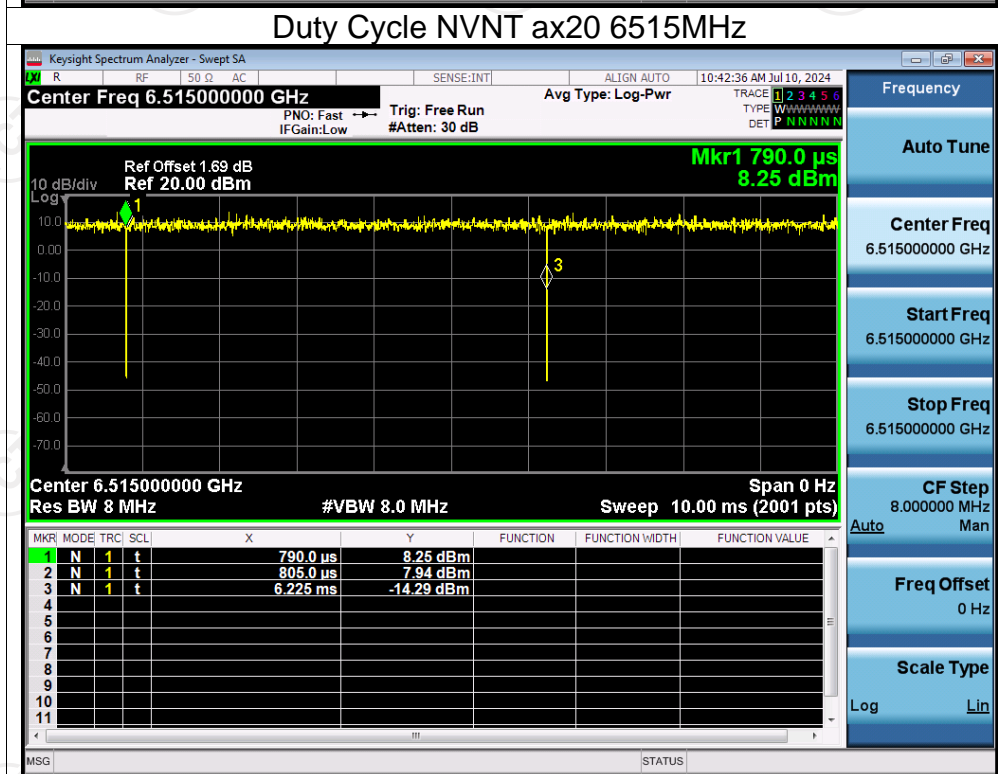 Duty Cycle NVNT ax20 6515MHz
Keysight Spectrum Analyzer - Swept SA
LXI R RF 50 Ω AC SENSE:INT ALIGN AUTO 10:42:36 AM Jul 10, 2024
Center Freq 6.515000000 GHz
PNO: Fast
IFGain:Low
Trig: Free Run
#Atten: 30 dB
Avg Type: Log-Pwr
TRACE 1 2 3 4 5 6
TYPE WWWWWW
DET P NNNNN
Ref Offset 1.69 dB
10 dB/div Ref 20.00 dBm
Log
Mkr1 790.0 µs
8.25 dBm
1
10.0
0.00
3
-10.0
-20.0
-30.0
-40.0
-50.0
-60.0
-70.0
Center 6.515000000 GHz Span 0 Hz
Res BW 8 MHz #VBW 8.0 MHz Sweep 10.00 ms (2001 pts)
MKR MODE TRC SCL X Y FUNCTION FUNCTION WIDTH FUNCTION VALUE
1 N 1 t 790.0 µs 8.25 dBm
2 N 1 t 805.0 µs 7.94 dBm
3 N 1 t 6.225 ms -14.29 dBm
4
5
6
7
8
9
10
11
MSG STATUS
Frequency
Auto Tune
Center Freq
6.515000000 GHz
Start Freq
6.515000000 GHz
Stop Freq
6.515000000 GHz
CF Step
8.000000 MHz
Auto Man
Freq Offset
0 Hz
Scale Type
Log Lin